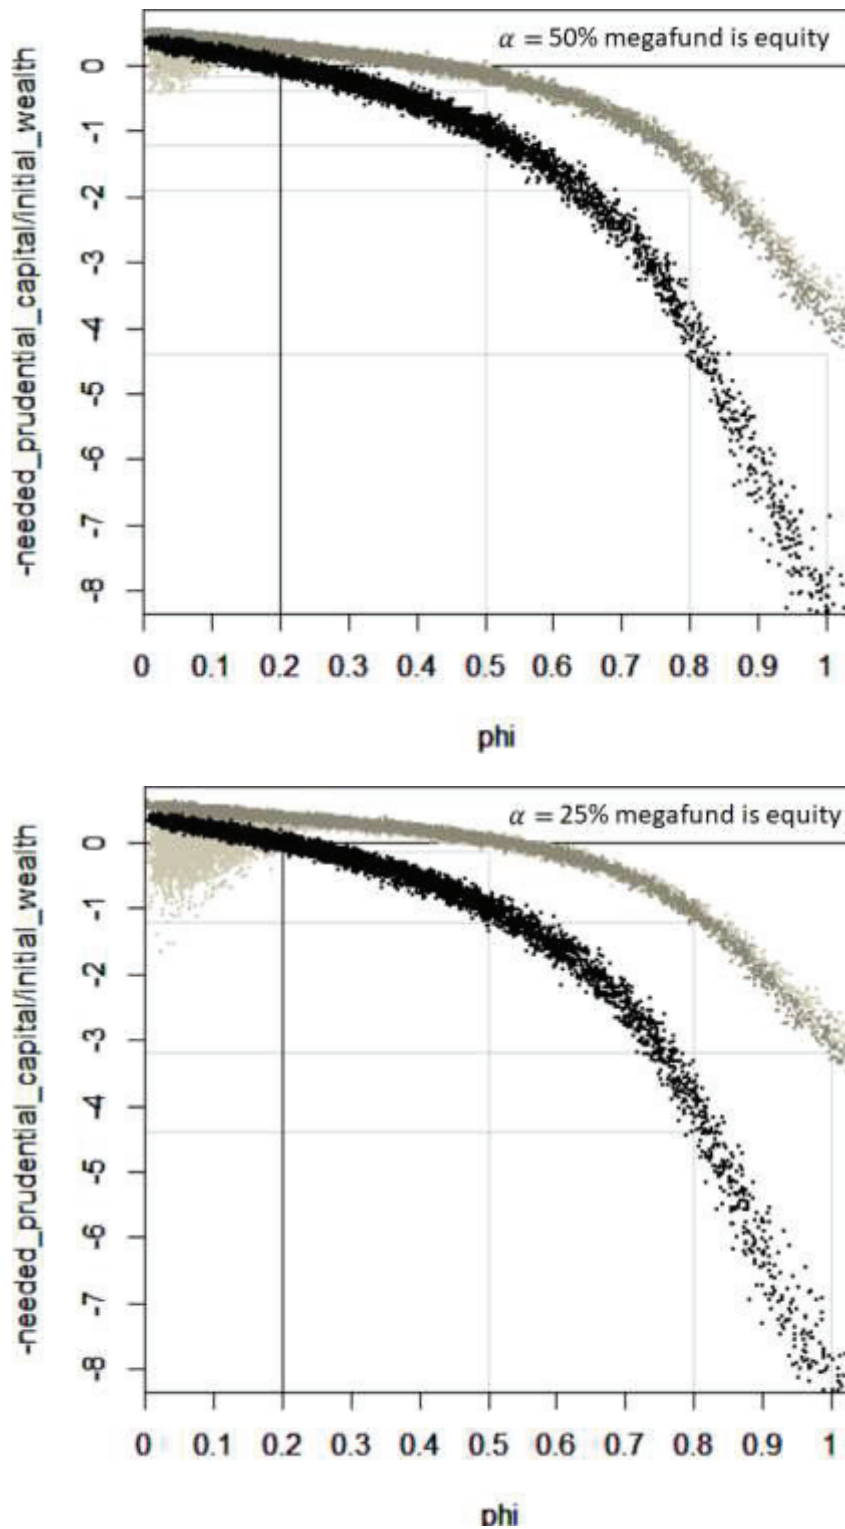 α = 50% megafund is equity
-needed_prudential_capital/initial_wealth
0
-1
-2
-3
-4
-5
-6
-7
-8
0 0.1 0.2 0.3 0.4 0.5 0.6 0.7 0.8 0.9 1
phi
α = 25% megafund is equity
-needed_prudential_capital/initial_wealth
0
-1
-2
-3
-4
-5
-6
-7
-8
0 0.1 0.2 0.3 0.4 0.5 0.6 0.7 0.8 0.9 1
phi